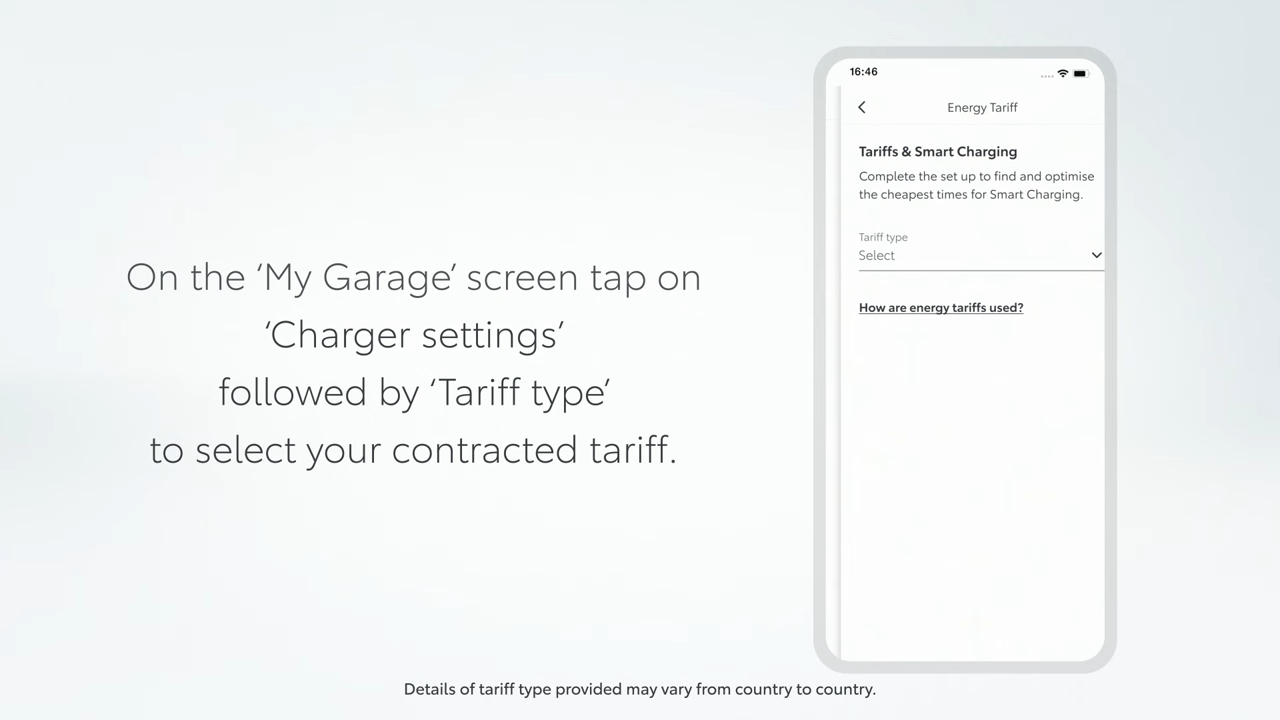 On the ‘My Garage’ screen tap on
‘Charger settings’
followed by ‘Tariff type’
to select your contracted tariff.
16:46
Energy Tariff
Tariffs & Smart Charging
Complete the set up to find and optimise
the cheapest times for Smart Charging.
Tariff type
Select
How are energy tariffs used?
Details of tariff type provided may vary from country to country.